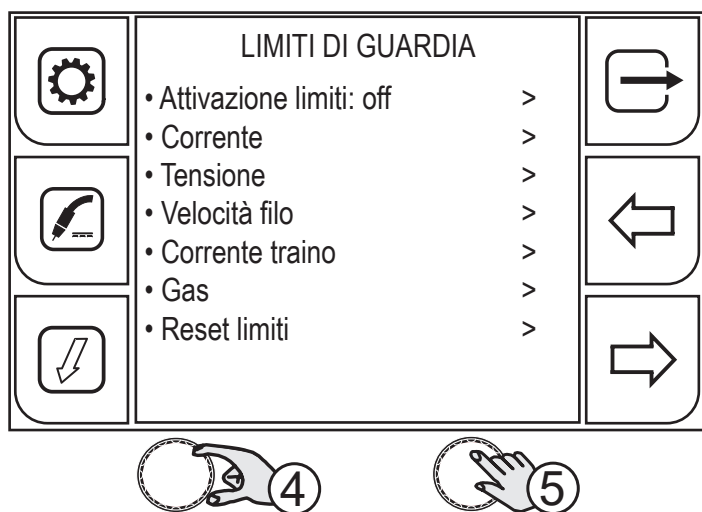 LIMITI DI GUARDIA
• Attivazione limiti: off >
• Corrente >
• Tensione >
• Velocità filo >
• Corrente traino >
• Gas >
• Reset limiti >
4 5